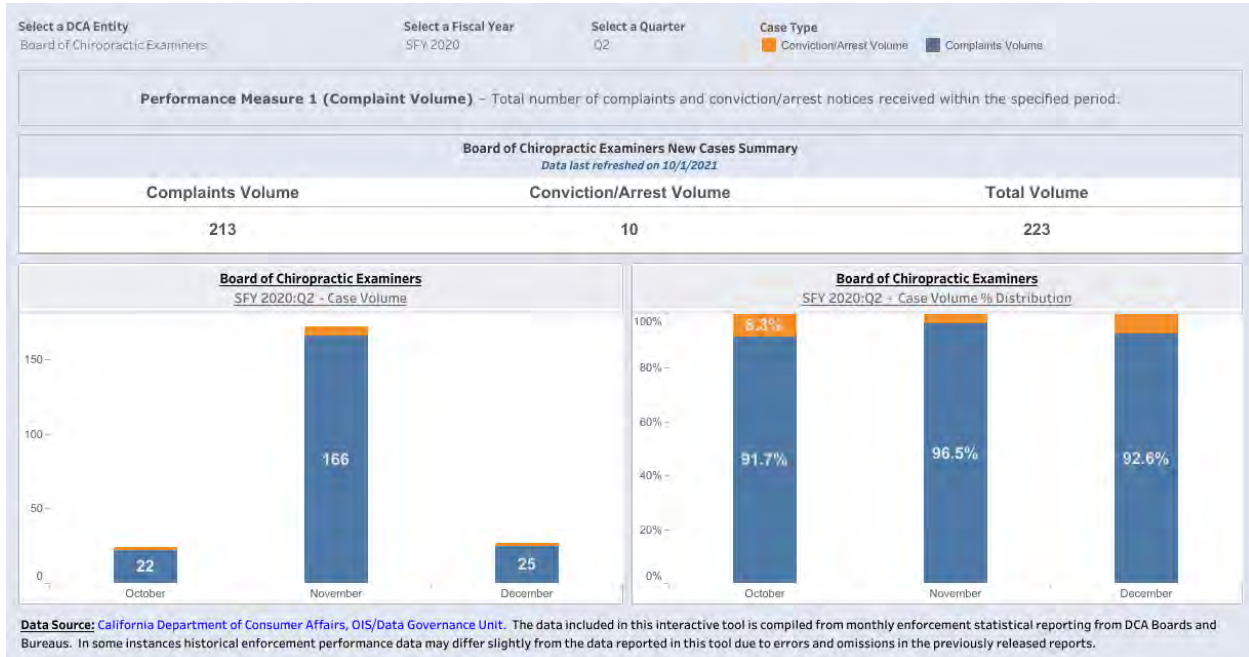 Select a DCA Entity
Select a Fiscal Year
Select a Quarter
Case Type
Board of Chiropractic Examiners
SFY 2020
Q2
Conviction/Arrest Volume
Complaints Volume
Performance Measure 1 (Complaint Volume) – Total number of complaints and conviction/arrest notices received within the specified period.
Board of Chiropractic Examiners New Cases Summary
Data last refreshed on 10/1/2021
Complaints Volume
Conviction/Arrest Volume
Total Volume
213
10
223
Board of Chiropractic Examiners
SFY 2020:Q2 - Case Volume
150
100
50
0
166
22
25
October
November
December
Board of Chiropractic Examiners
SFY 2020:Q2 - Case Volume % Distribution
100%
80%
60%
40%
20%
0%
8.3%
91.7%
96.5%
92.6%
October
November
December
Data Source: California Department of Consumer Affairs, OIS/Data Governance Unit. The data included in this interactive tool is compiled from monthly enforcement statistical reporting from DCA Boards and
Bureaus. In some instances historical enforcement performance data may differ slightly from the data reported in this tool due to errors and omissions in the previously released reports.